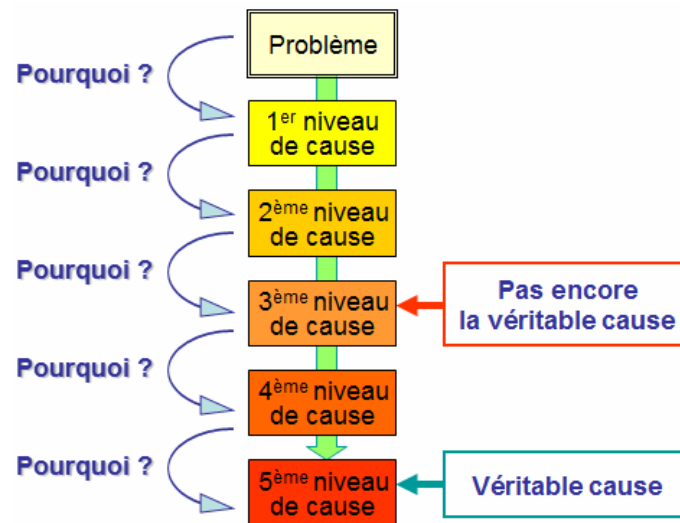 Problème
Pourquoi ?
1er niveau
de cause
Pourquoi ?
2ème niveau
de cause
Pourquoi ?
3ème niveau
de cause
Pas encore
la véritable cause
Pourquoi ?
4ème niveau
de cause
Pourquoi ?
5ème niveau
de cause
Véritable cause